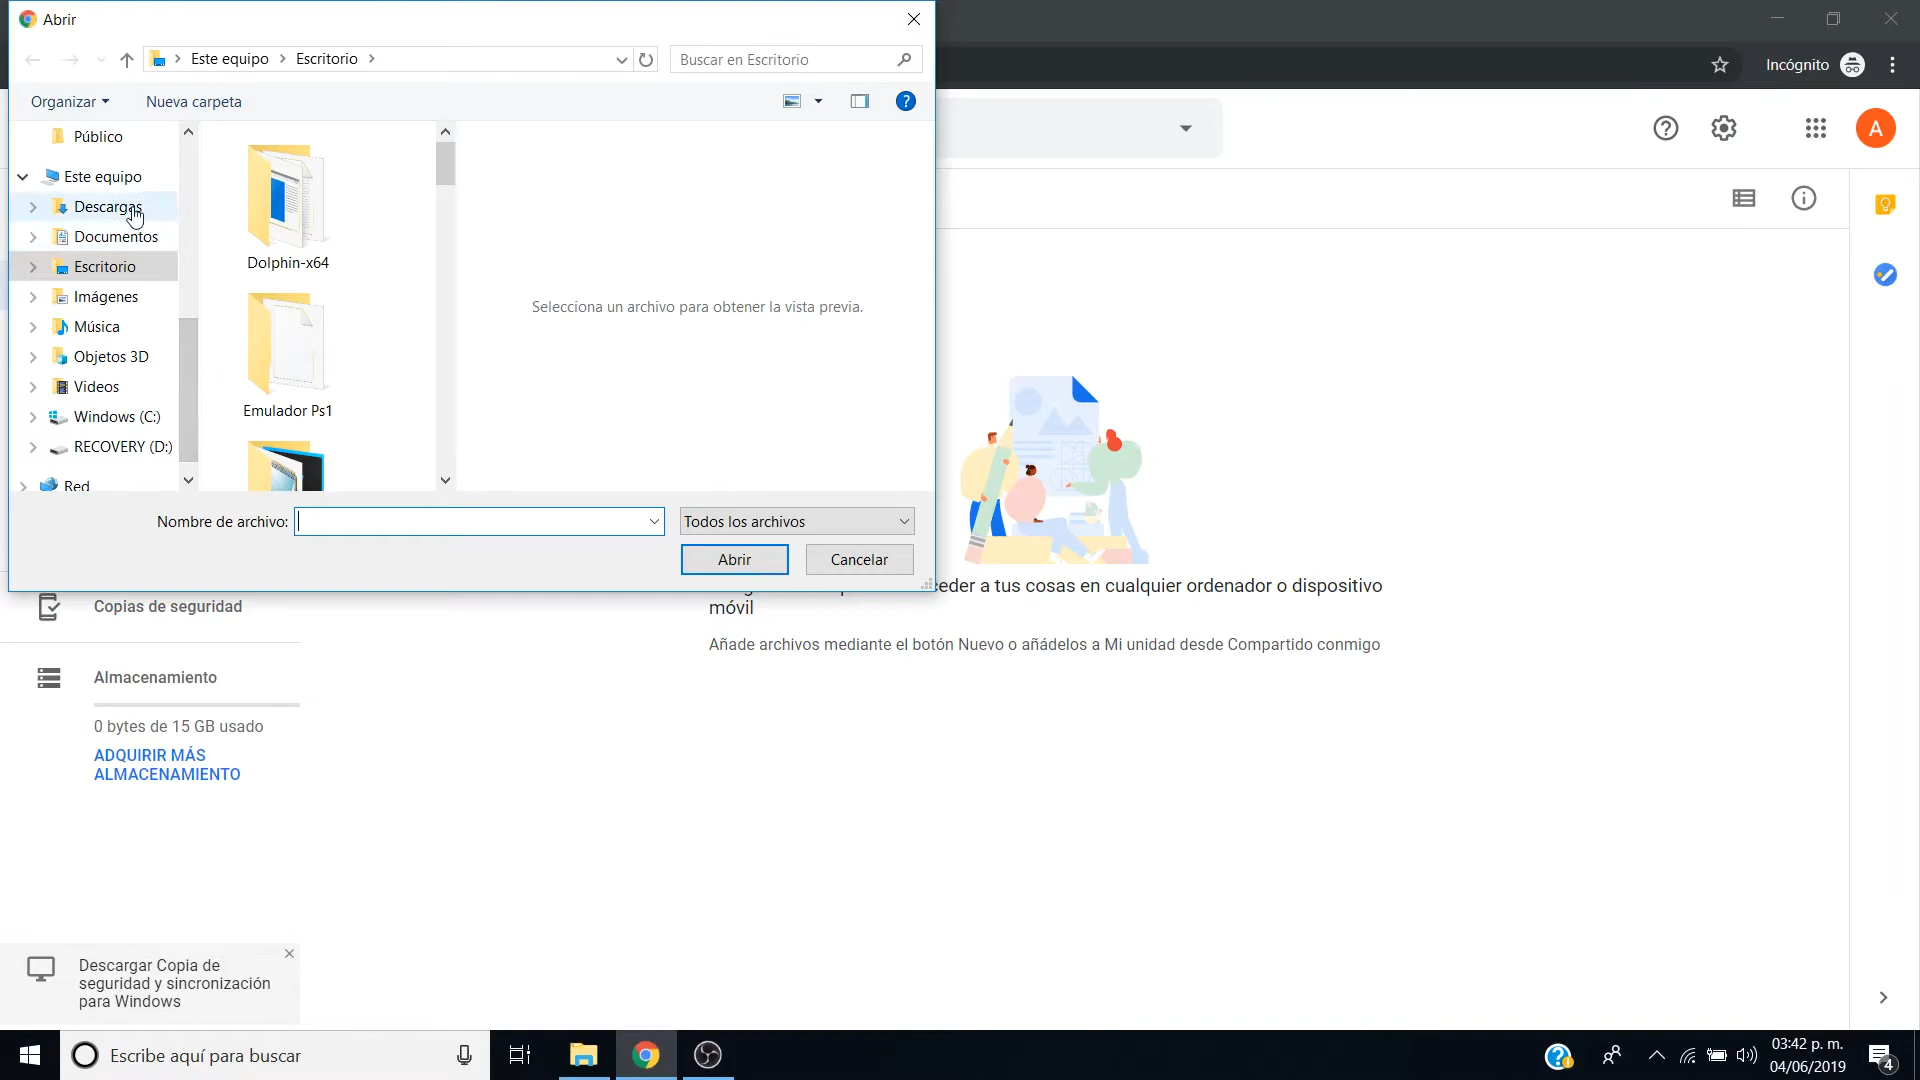 Abrir
Este equipo
Escritorio
Buscar en Escritorio
Incógnito
Organizar
Nueva carpeta
?
A
Público
Este equipo
Descargas
Documentos
Escritorio
Imágenes
Música
Objetos 3D
Videos
Windows (C:)
RECOVERY (D:)
Red
Dolphin-x64
Emulador Ps1
Selecciona un archivo para obtener la vista previa.
Nombre de archivo:
Todos los archivos
Abrir
Cancelar
ceder a tus cosas en cualquier ordenador o dispositivo
móvil
Añade archivos mediante el botón Nuevo o añádelos a Mi unidad desde Compartido conmigo
Copias de seguridad
Almacenamiento
0 bytes de 15 GB usado
ADQUIRIR MÁS
ALMACENAMIENTO
Descargar Copia de
seguridad y sincronización
para Windows
Escribe aquí para buscar
03:42 p. m.
04/06/2019
4